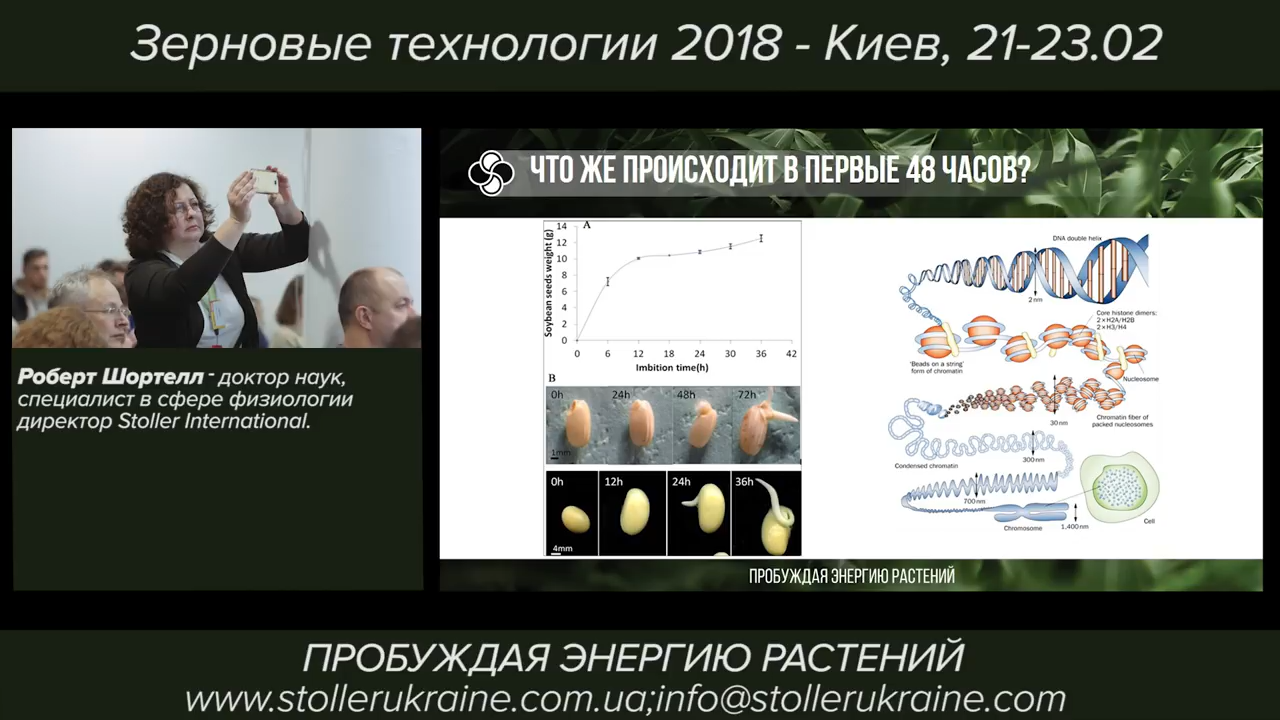 Зерновые технологии 2018 - Киев, 21-23.02
Роберт Шортелл - доктор наук,
специалист в сфере физиологии
директор Stoller International.
ЧТО ЖЕ ПРОИСХОДИТ В ПЕРВЫЕ 48 ЧАСОВ?
A
Soybean seeds weight (g)
14
12
10
8
6
4
2
0
0 6 12 18 24 30 36 42
Imbition time(h)
B
0h 24h 48h 72h
1mm
0h 12h 24h 36h
4mm
DNA double helix
2 nm
Core histone dimers:
2×H2A/H2B
2×H3/H4
'Beads on a string'
form of chromatin
Nucleosome
30 nm
Chromatin fiber of
packed nucleosomes
300 nm
Condensed chromatin
700 nm
Chromosome
1,400 nm
Cell
ПРОБУЖДАЯ ЭНЕРГИЮ РАСТЕНИЙ
ПРОБУЖДАЯ ЭНЕРГИЮ РАСТЕНИЙ
www.stollerukraine.com.ua;info@stollerukraine.com